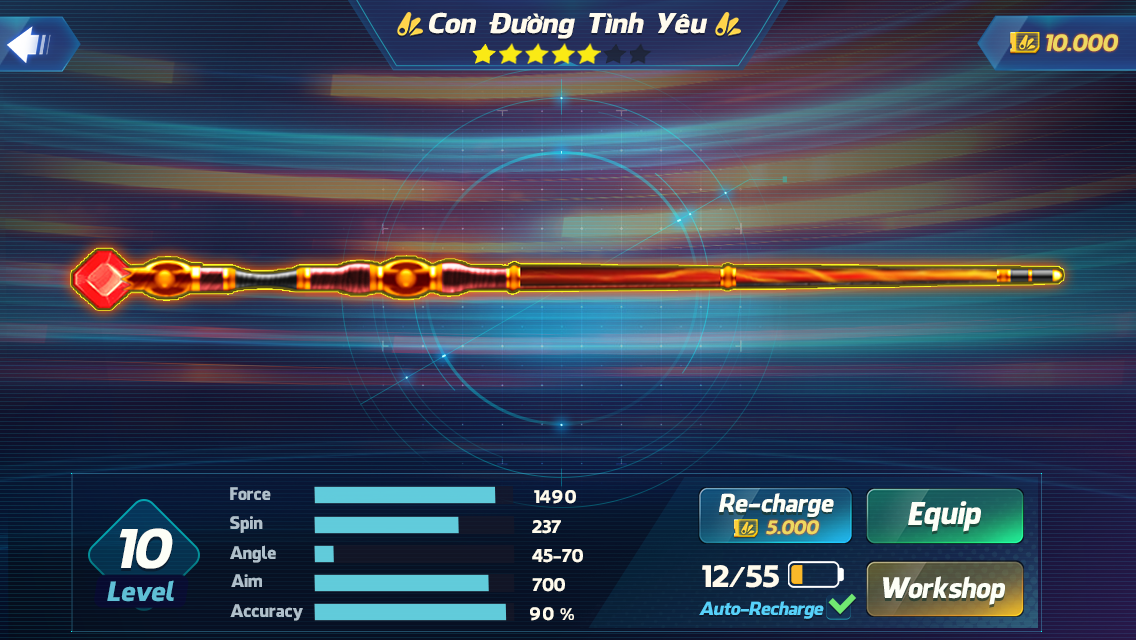 Con Đường Tình Yêu
10.000
Force 1490
Spin 237
Angle 45-70
Aim 700
Accuracy 90 %
10
Level
Re-charge
5.000
12/55
Auto-Recharge
Equip
Workshop